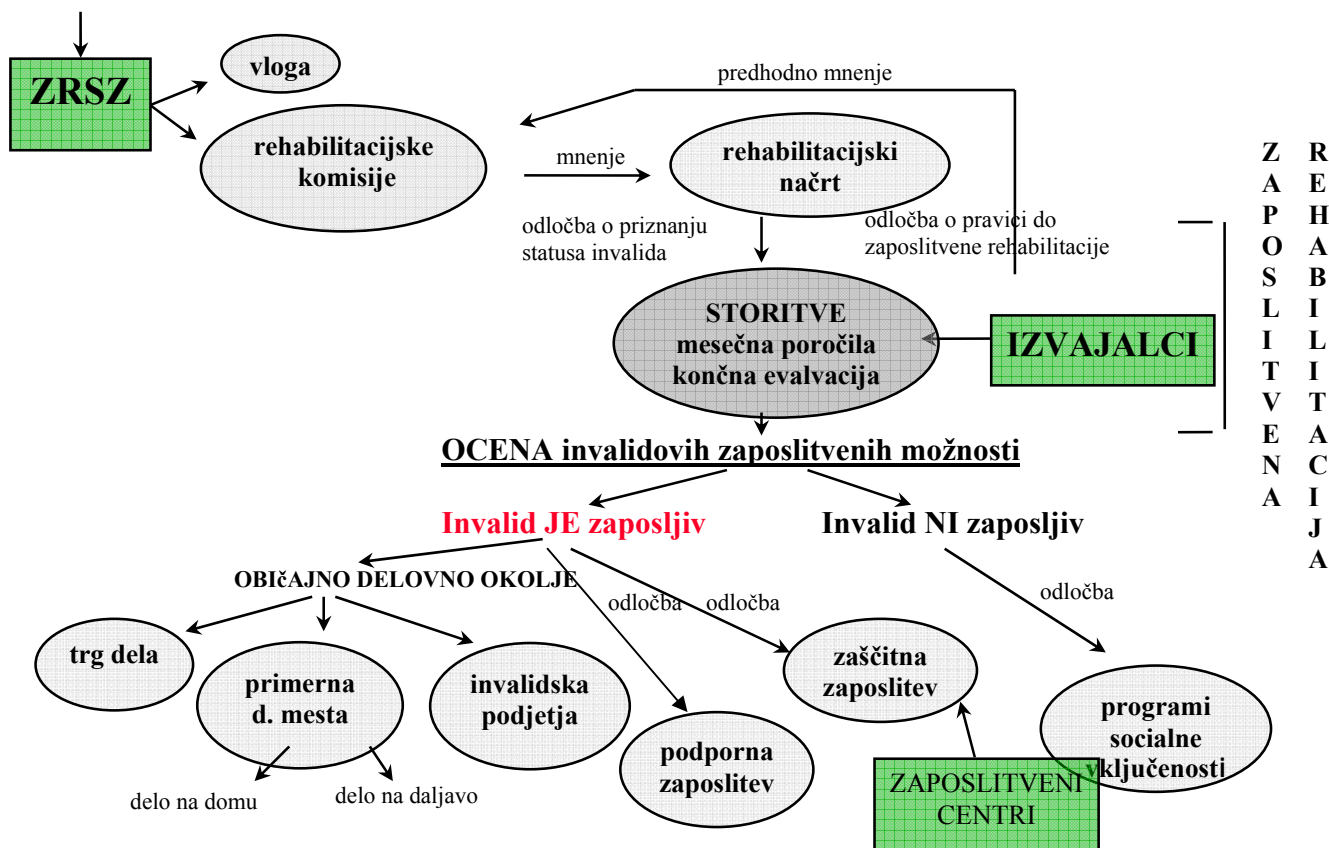 ZRSZ
vloga
predhodno mnenje
rehabilitacijske
komisije
mnenje
rehabilitacijski
načrt
odločba o priznanju
statusa invalida
odločba o pravici do
zaposlitvene rehabilitacije
STORITVE
mesečna poročila
končna evalvacija
IZVAJALCI
ZAPOSLITVENA
REHABILITACIJA
OCENA invalidovih zaposlitvenih možnosti
Invalid JE zaposljiv
Invalid NI zaposljiv
OBIčAJNO DELOVNO OKOLJE
odločba
odločba
odločba
trg dela
primerna
d. mesta
invalidska
podjetja
zaščitna
zaposlitev
podporna
zaposlitev
programi
socialne
vključenosti
delo na domu
delo na daljavo
ZAPOSLITVENI
CENTRI